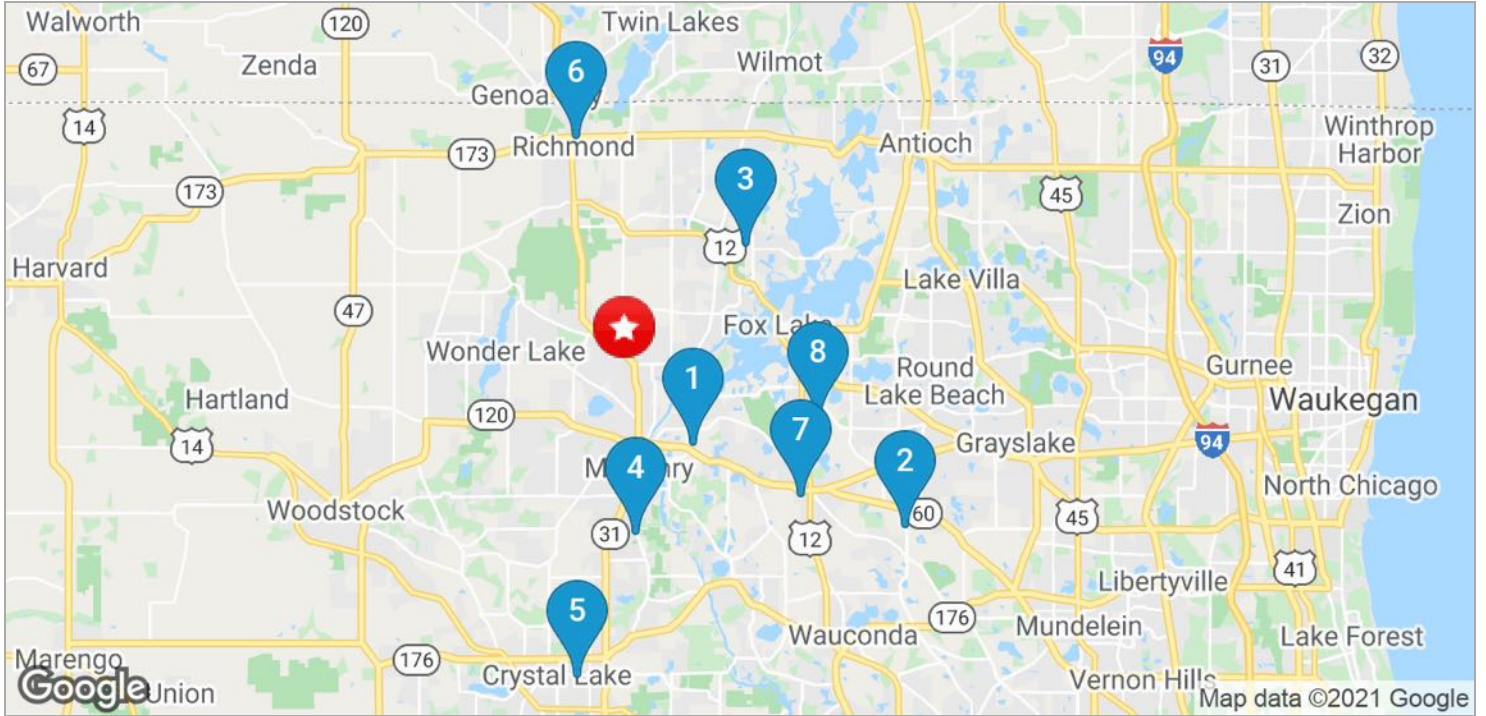 Walworth
120
Twin Lakes
67
Zenda
6
Wilmot
94
31
32
Genoa
14
Richmond
173
Antioch
Winthrop
Harbor
173
3
45
12
Zion
Harvard
Lake Villa
47
Fox Lake
Wonder Lake
8
1
Round
Lake Beach
Gurnee
Hartland
120
Waukegan
14
7
Grayslake
94
4
2
Woodstock
North Chicago
60
31
12
45
41
Libertyville
5
176
Wauconda
Mundelein
Lake Forest
Marengo
176
Crystal Lake
Vernon Hills
Google
Union
Map data ©2021 Google